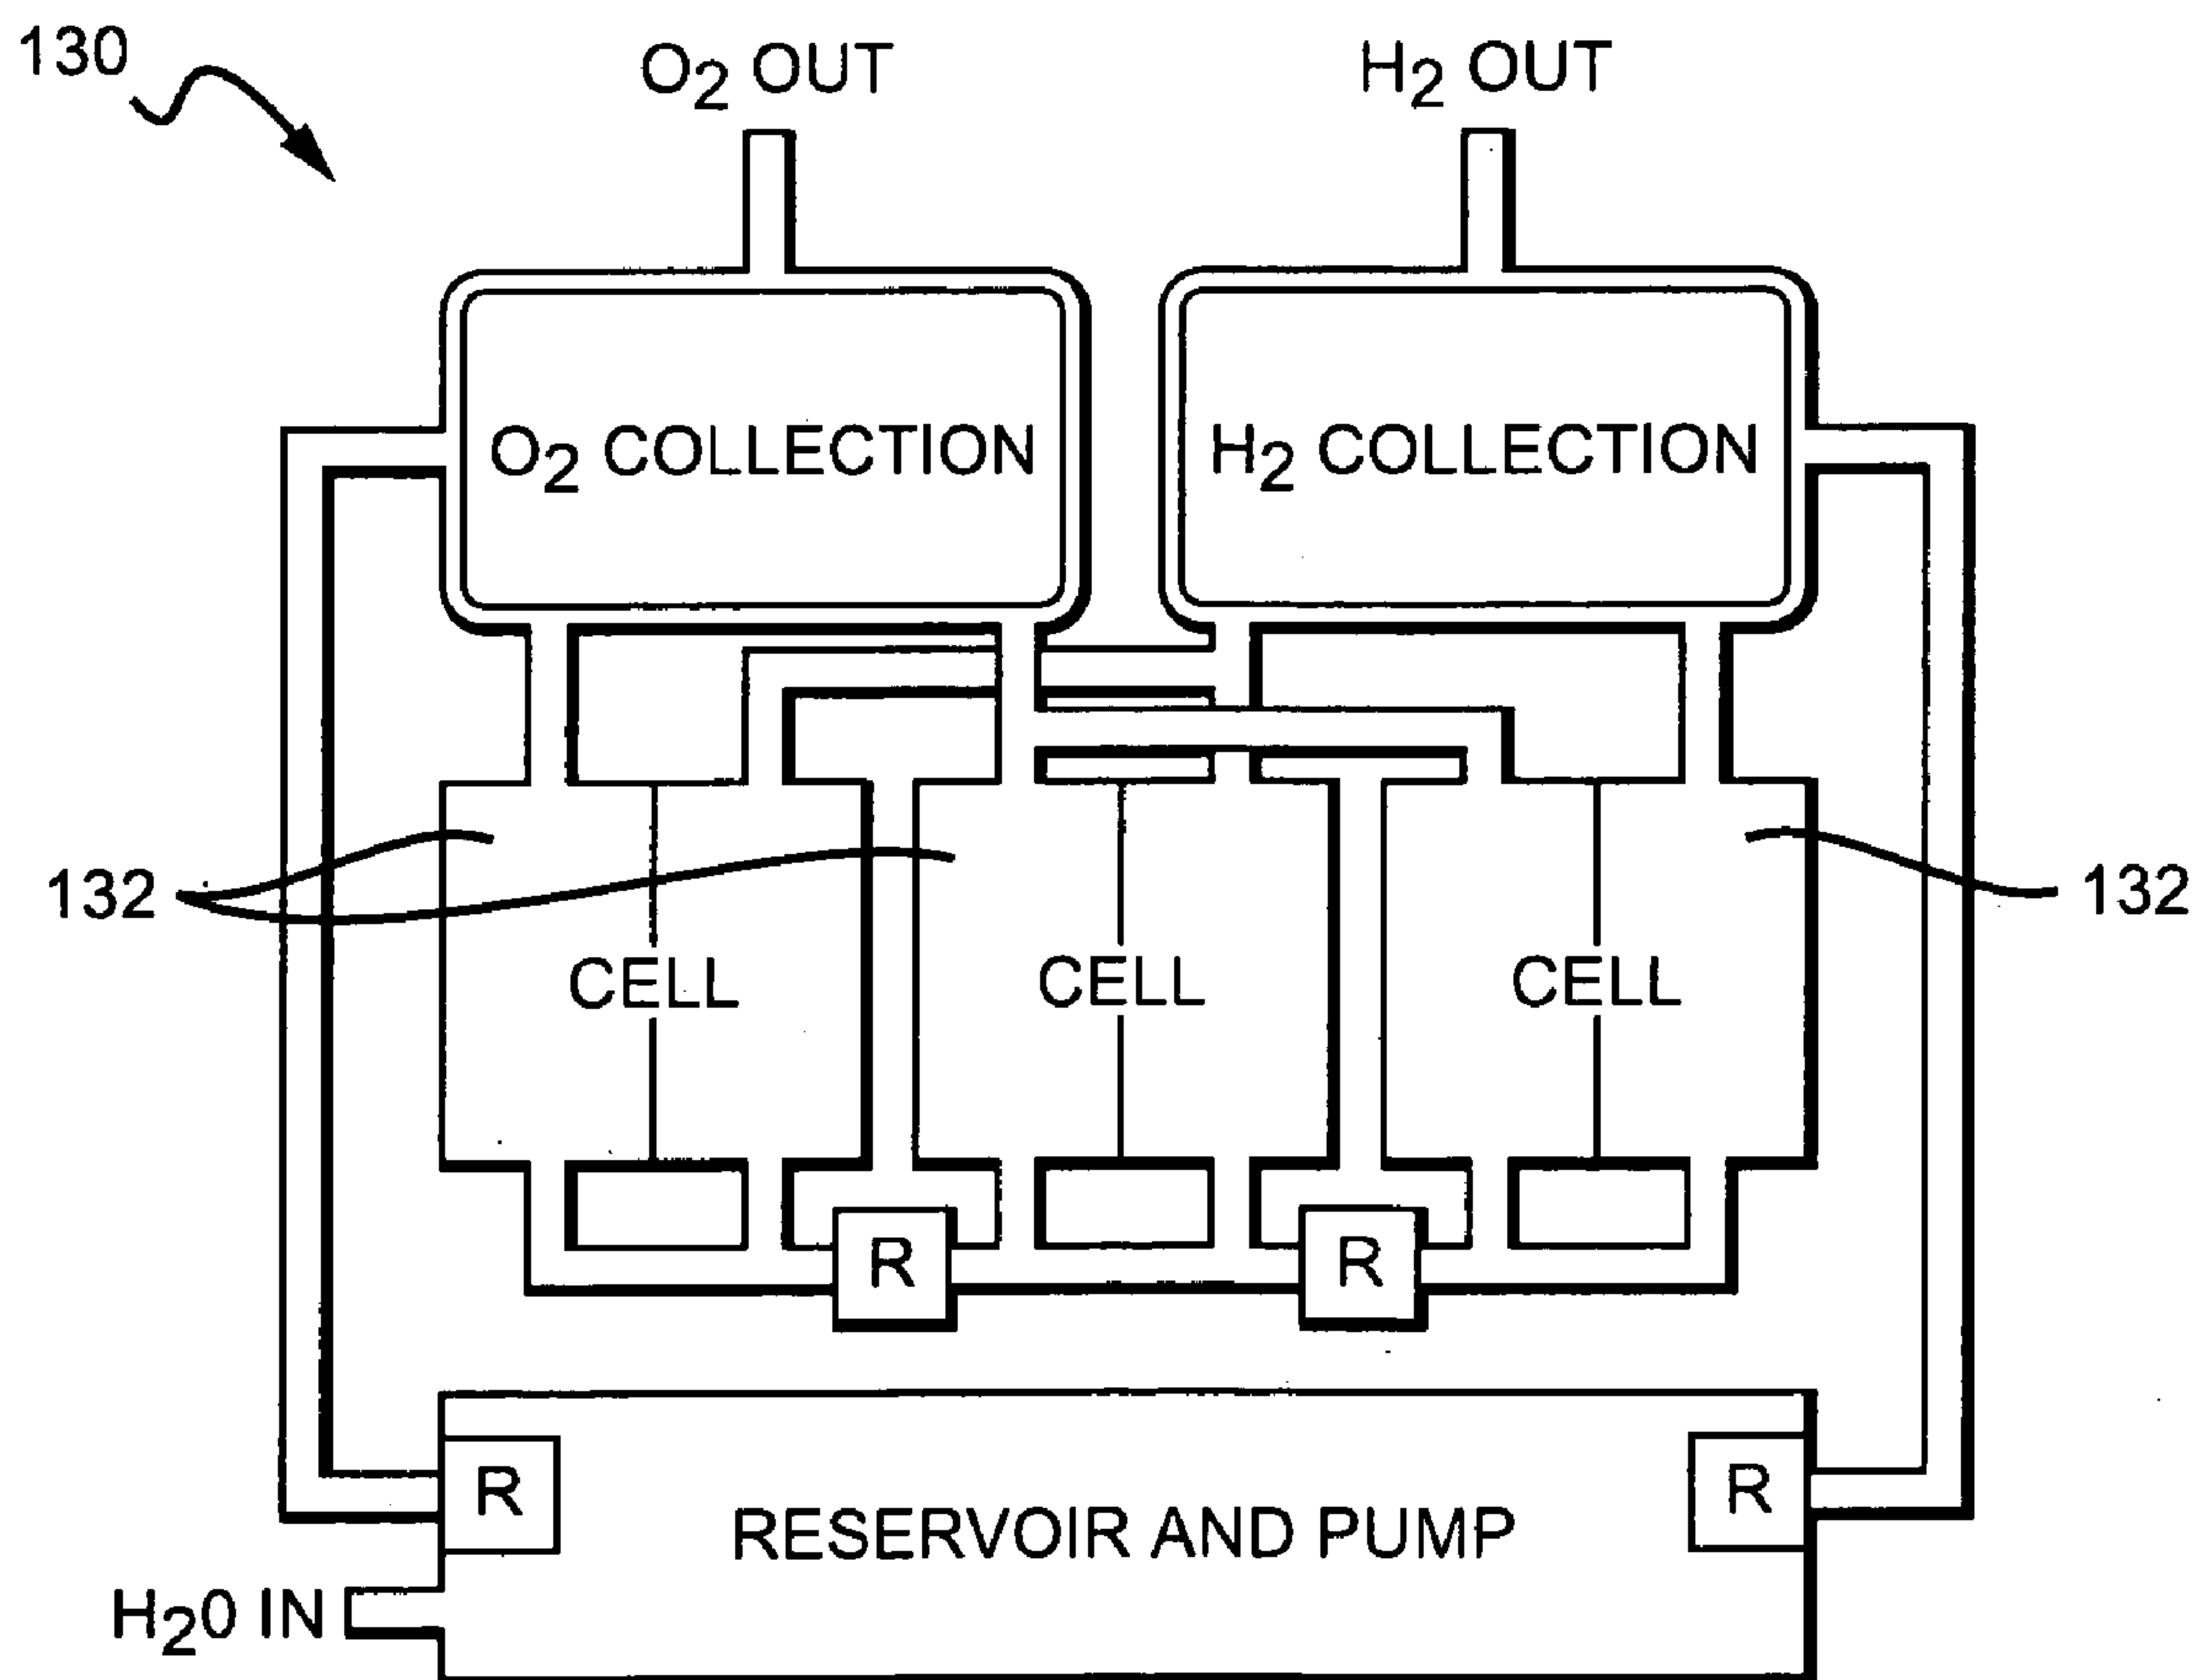 130
O2 OUT
H2 OUT
O2 COLLECTION
H2 COLLECTION
132
132
CELL
CELL
CELL
R
R
R
R
RESERVOIR AND PUMP
H20 IN